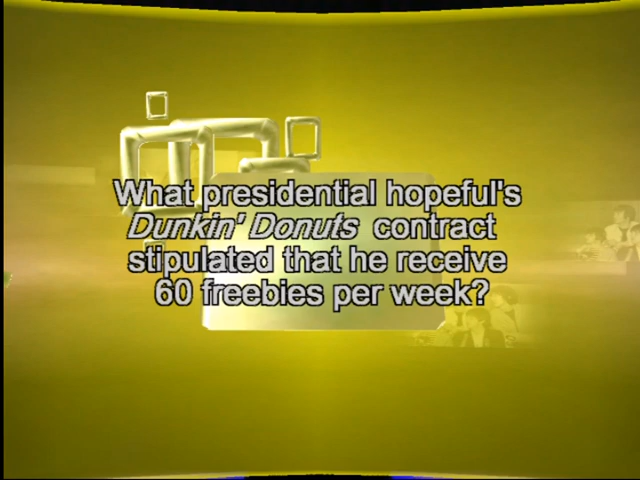 What presidential hopeful's
Dunkin' Donuts contract
stipulated that he receive
60 freebies per week?